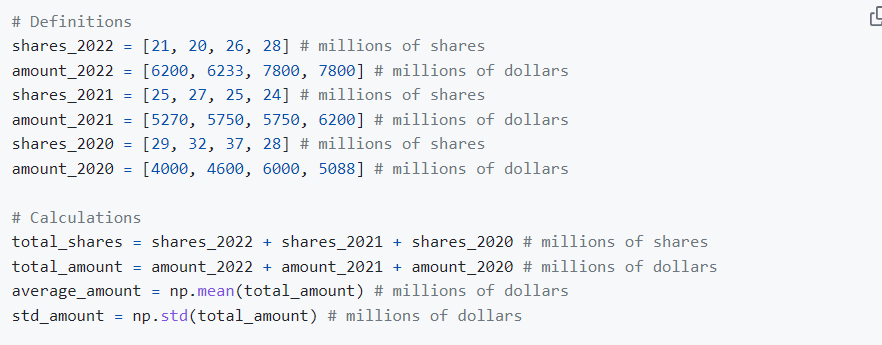 # Definitions
shares_2022 = [21, 20, 26, 28] # millions of shares
amount_2022 = [6200, 6233, 7800, 7800] # millions of dollars
shares_2021 = [25, 27, 25, 24] # millions of shares
amount_2021 = [5270, 5750, 5750, 6200] # millions of dollars
shares_2020 = [29, 32, 37, 28] # millions of shares
amount_2020 = [4000, 4600, 6000, 5088] # millions of dollars
# Calculations
total_shares = shares_2022 + shares_2021 + shares_2020 # millions of shares
total_amount = amount_2022 + amount_2021 + amount_2020 # millions of dollars
average_amount = np.mean(total_amount) # millions of dollars
std_amount = np.std(total_amount) # millions of dollars